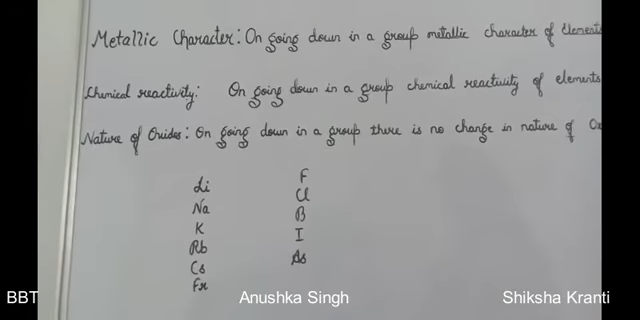 Metallic Character: On going down in a group metallic character of Elements
Chemical reactivity: On going down in a group chemical reactivity of elements
Nature of Oxides: On going down in a group there is no change in nature of Ox
Li F
Na Cl
K B
Rb I
Cs As
Fr
BBT Anushka Singh Shiksha Kranti